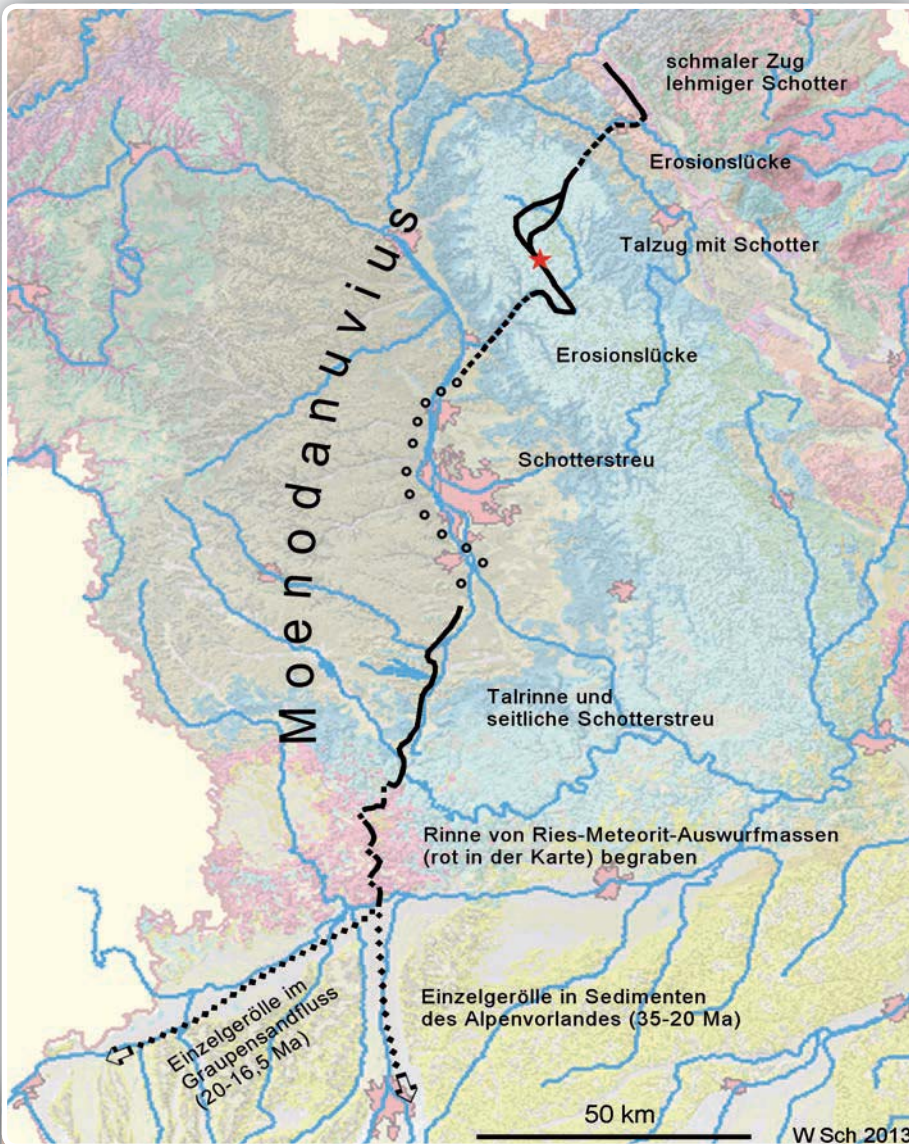 schmaler Zug
lehmiger Schotter
Erosionslücke
Talzug mit Schotter
Moenodanuvius
Erosionslücke
Schotterstreu
Talrinne und
seitliche Schotterstreu
Rinne von Ries-Meteorit-Auswurfmassen
(rot in der Karte) begraben
Einzelgerölle in Sedimenten
des Alpenvorlandes (35-20 Ma)
Einzelgerölle im
Graupensandfluss
(20-16,5 Ma)
50 km
W Sch 2013